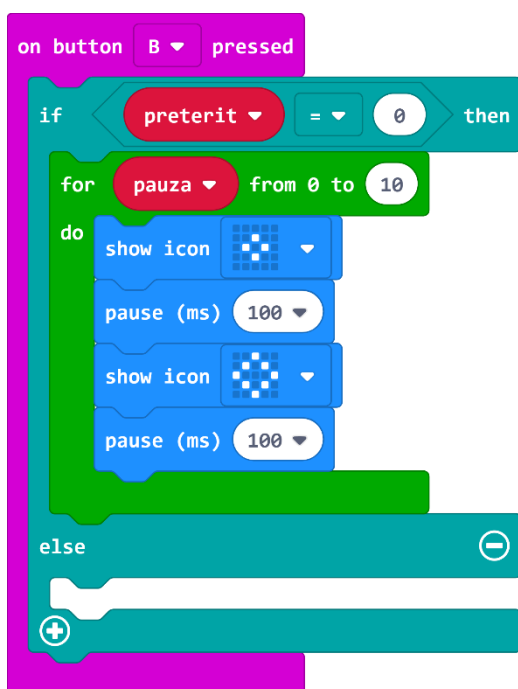 on button B pressed
if preterit = 0 then
for pauza from 0 to 10
do
show icon
pause (ms) 100
show icon
pause (ms) 100
else